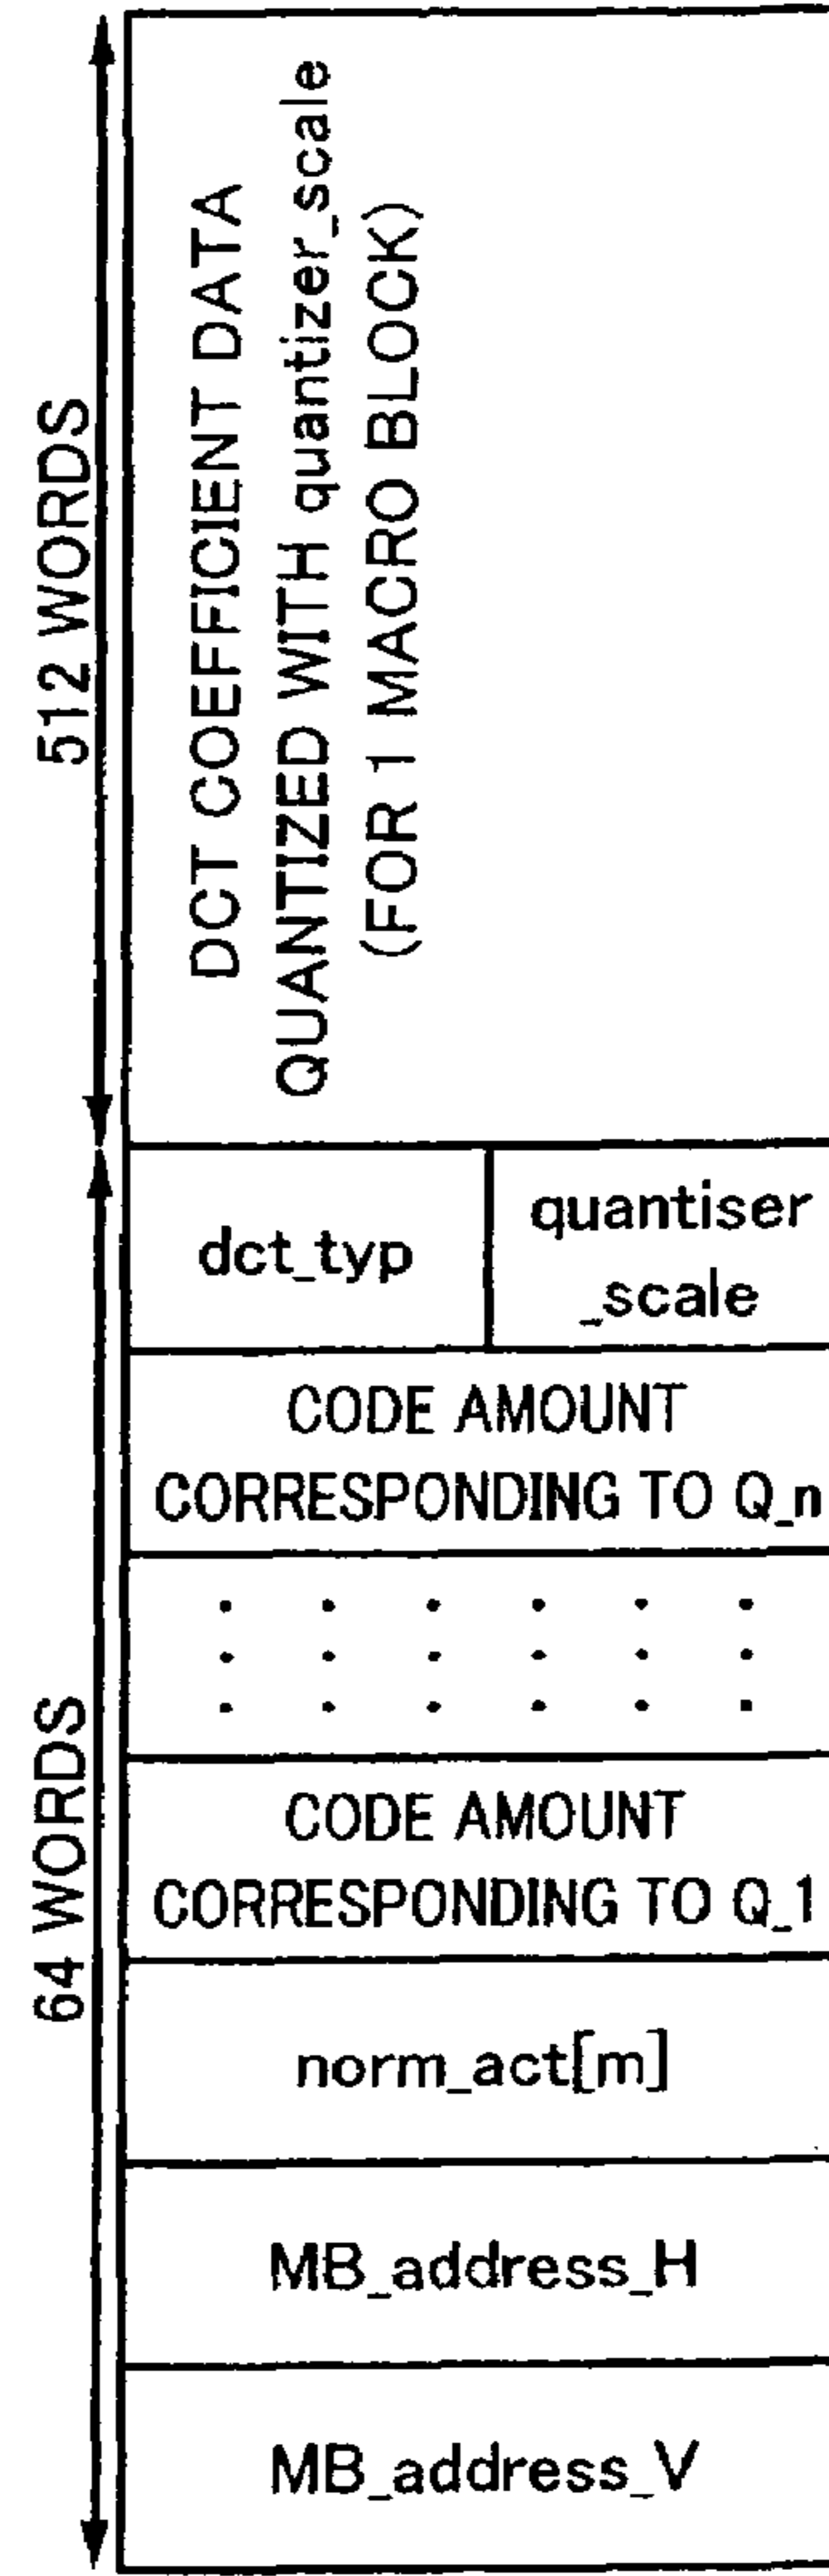 512 WORDS
DCT COEFFICIENT DATA
QUANTIZED WITH quantizer_scale
(FOR 1 MACRO BLOCK)
64 WORDS
dct_typ
quantiser
_scale
CODE AMOUNT
CORRESPONDING TO Q_n
CODE AMOUNT
CORRESPONDING TO Q_1
norm_act[m]
MB_address_H
MB_address_V